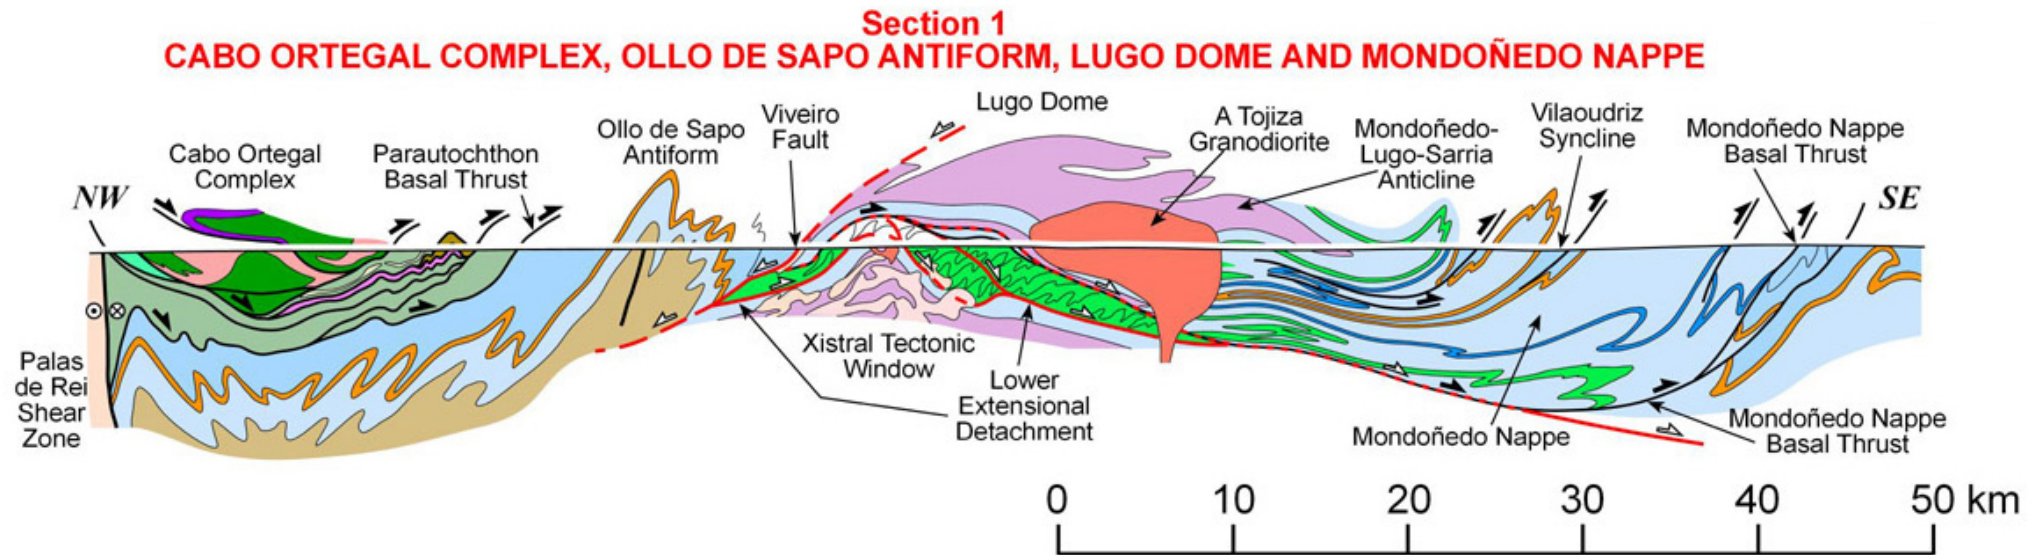 Section 1
CABO ORTEGAL COMPLEX, OLLO DE SAPO ANTIFORM, LUGO DOME AND MONDOÑEDO NAPPE
NW
Cabo Ortegal
Complex
Parautochthon
Basal Thrust
Ollo de Sapo
Antiform
Viveiro
Fault
Lugo Dome
A Tojiza
Granodiorite
Mondoñedo-
Lugo-Sarria
Anticline
Vilaoudriz
Syncline
Mondoñedo Nappe
Basal Thrust
SE
Palas
de Rei
Shear
Zone
Xistral Tectonic
Window
Lower
Extensional
Detachment
Mondoñedo Nappe
Mondoñedo Nappe
Basal Thrust
0 10 20 30 40 50 km